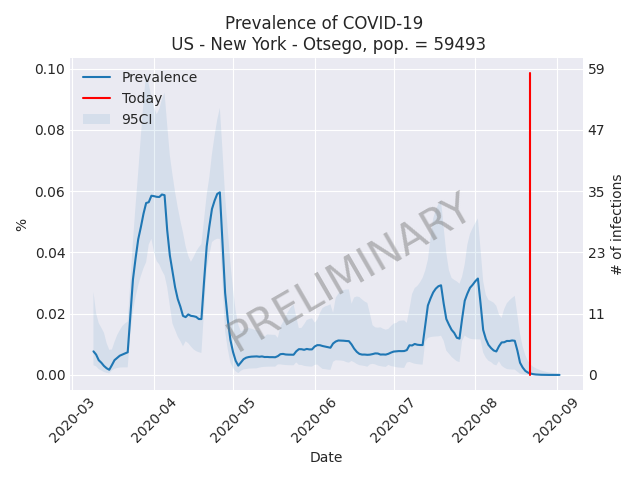 Prevalence of COVID-19
US - New York - Otsego, pop. = 59493
Prevalence
Today
95CI
PRELIMINARY
%
0.10
0.08
0.06
0.04
0.02
0.00
59
47
35
23
11
0
# of infections
2020-03
2020-04
2020-05
2020-06
2020-07
2020-08
2020-09
Date